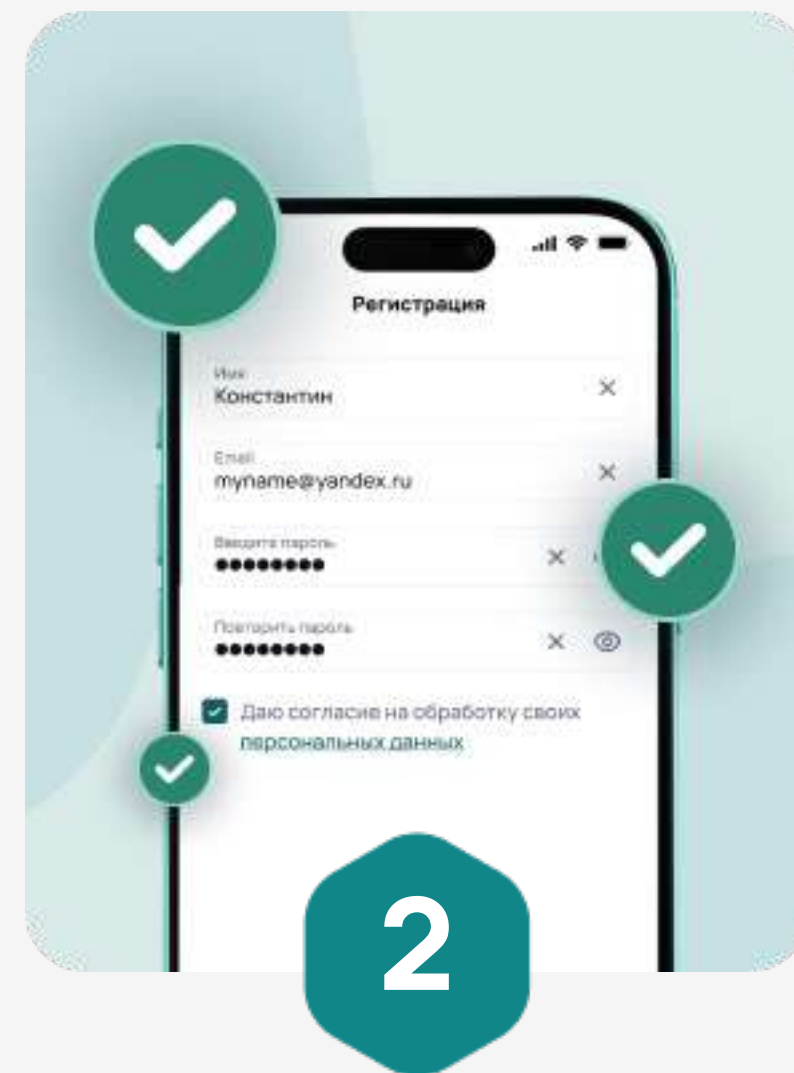 Регистрация
Имя
Константин
Email
myname@yandex.ru
Введите пароль
●●●●●●●●
Повторить пароль
●●●●●●●●
Даю согласие на обработку своих
персональных данных
2